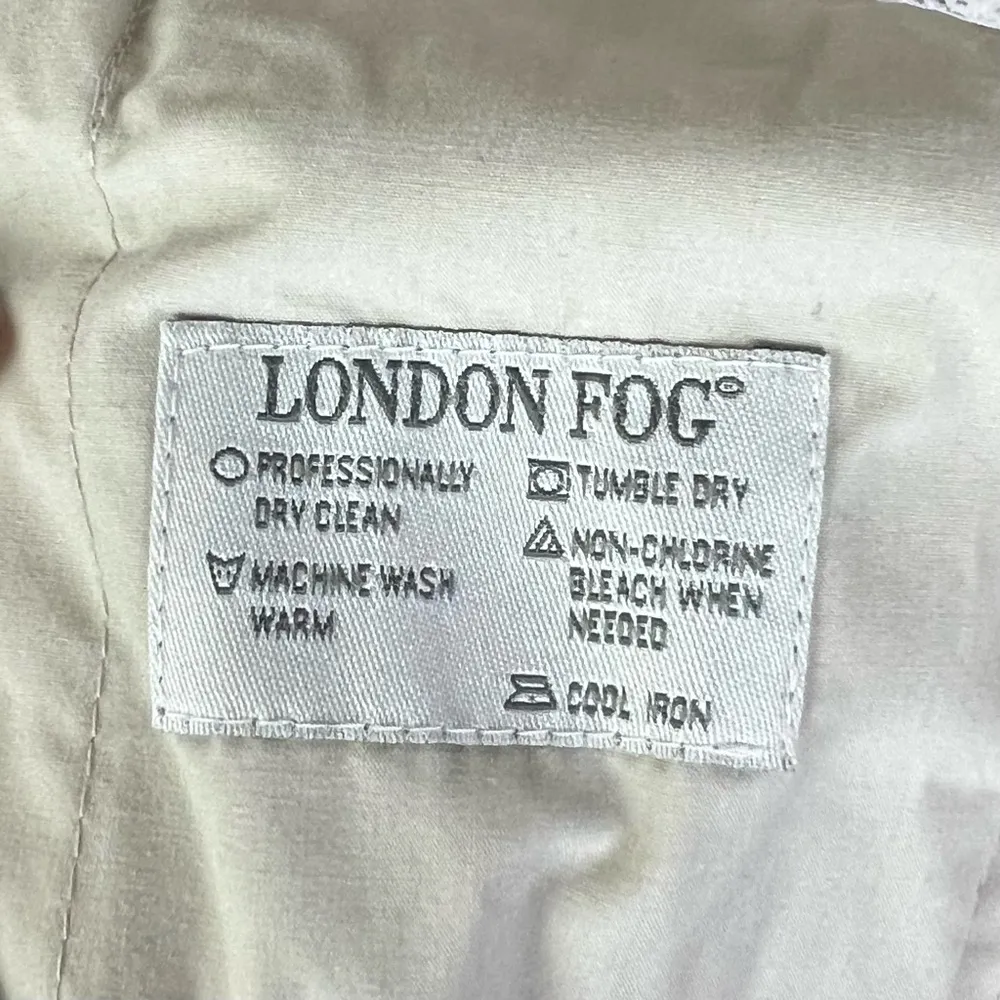 LONDON FOG®
PROFESSIONALLY
DRY CLEAN
MACHINE WASH
WARM
TUMBLE DRY
NON-CHLORINE
BLEACH WHEN
NEEDED
COOL IRON